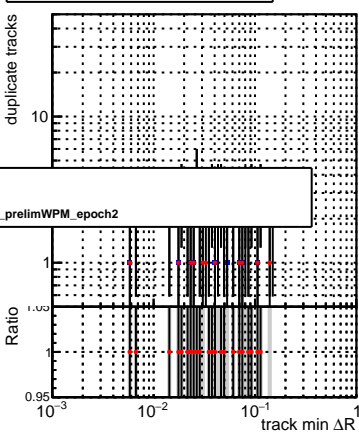 duplicate tracks
10
_prelimWPM_epoch2
1
Ratio
1.05
1
0.95
10−3
10−2
10−1
1
track min ΔR